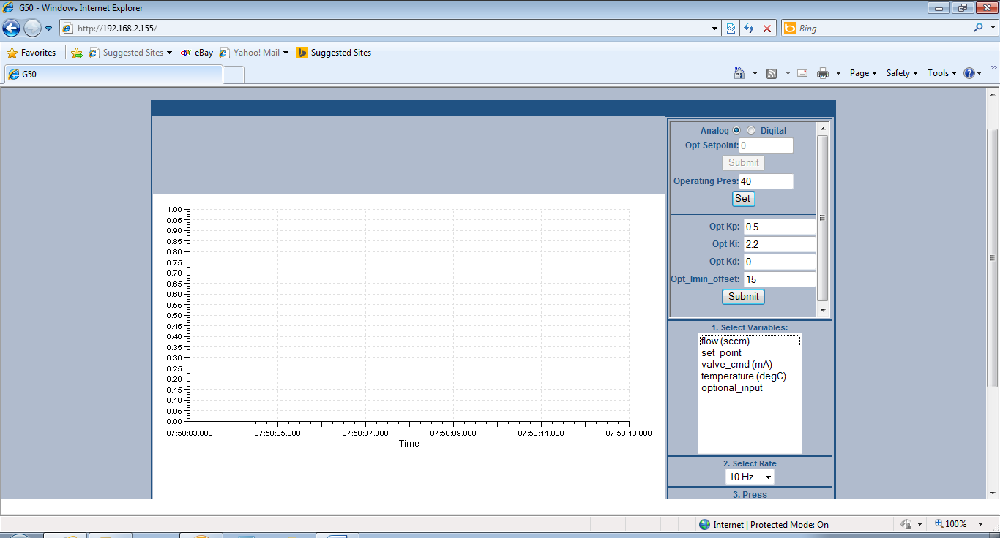 G50 - Windows Internet Explorer
http://192.168.2.155/
Bing
Favorites
Suggested Sites
eBay
Yahoo! Mail
Suggested Sites
G50
Page
Safety
Tools
Analog
Digital
Opt Setpoint:
0
Submit
Operating Pres:
40
Set
Opt Kp:
0.5
Opt Ki:
2.2
Opt Kd:
0
Opt_Imin_offset:
15
Submit
1. Select Variables:
flow (sccm)
set_point
valve_cmd (mA)
temperature (degC)
optional_input
2. Select Rate
10 Hz
3. Press
1.00
0.95
0.90
0.85
0.80
0.75
0.70
0.65
0.60
0.55
0.50
0.45
0.40
0.35
0.30
0.25
0.20
0.15
0.10
0.05
0.00
07:58:03.000
07:58:05.000
07:58:07.000
07:58:09.000
07:58:11.000
07:58:13.000
Time
Internet | Protected Mode: On
100%